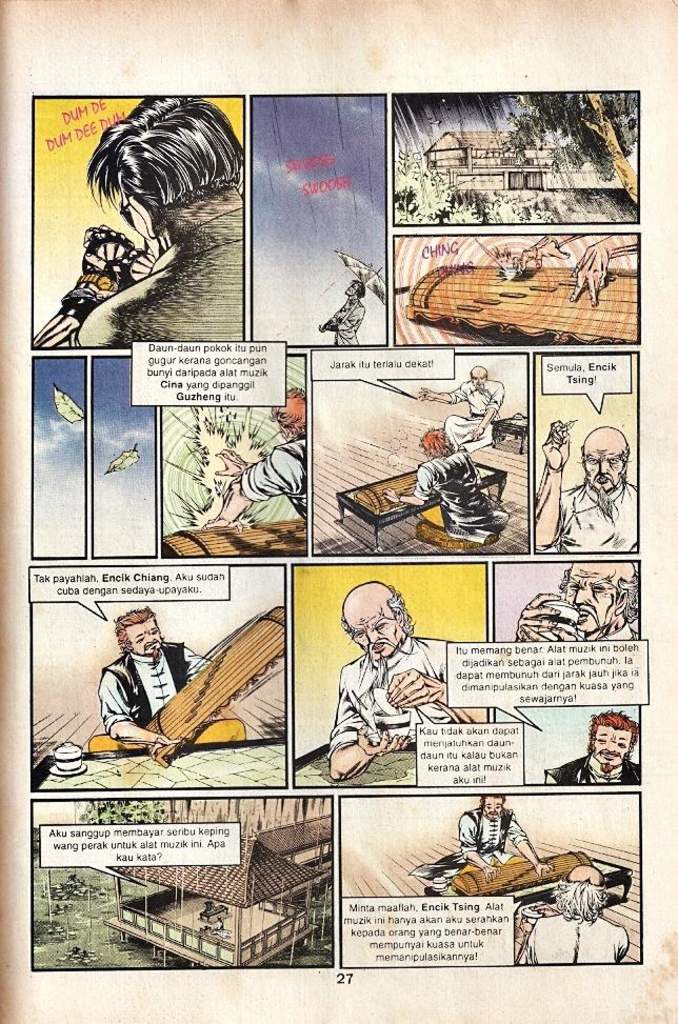 DUM DE
DUM DEE DUM
SWOOSH
SWOOSH
CHING
Daun-daun pokok itu pun
gugur kerana goncangan
bunyi daripada alat muzik
Cina yang dipanggil
Guzheng itu.
Jarak itu terlalu dekat!
Semula, Encik
Tsing!
Tak payahlah, Encik Chiang. Aku sudah
cuba dengan sedaya-upayaku.
Kau tidak akan dapat
menjatuhkan daun-
daun itu kalau bukan
kerana alat muzik
aku ini!
Itu memang benar. Alat muzik ini boleh
dijadikan sebagai alat pembunuh. Ia
dapat membunuh dari jarak jauh jika ia
dimanipulasikan dengan kuasa yang
sewajarnya!
Aku sanggup membayar seribu keping
wang perak untuk alat muzik ini. Apa
kau kata?
Minta maaflah, Encik Tsing. Alat
muzik ini hanya akan aku serahkan
kepada orang yang benar-benar
mempunyai kuasa untuk
memanipulasikannya!
27